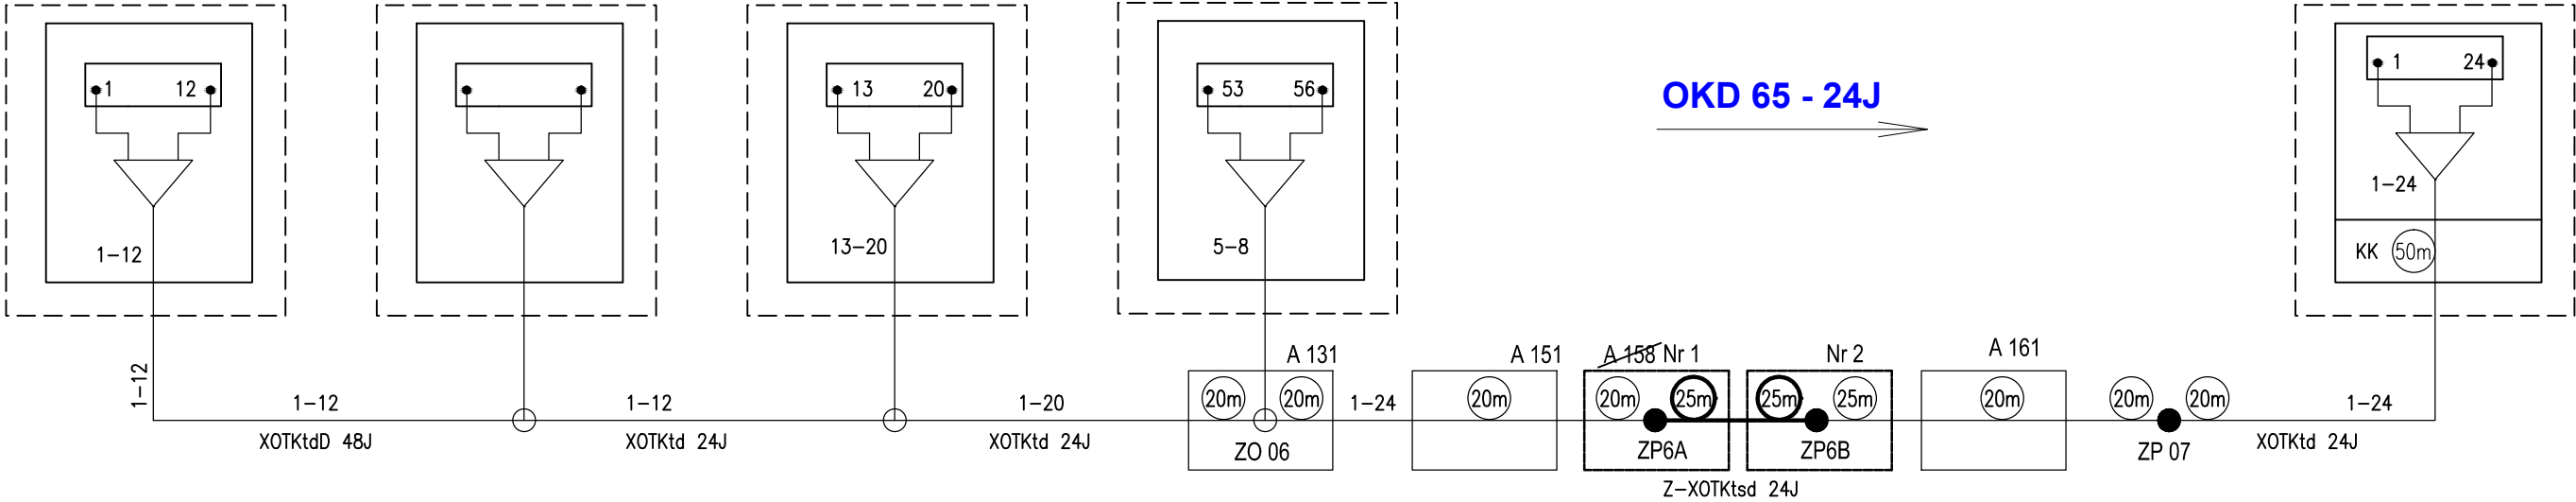 1 12
13 20
53 56
OKD 65 - 24J
1 24
1-24
KK 50m
1-12
13-20
5-8
1-12
A 131
A 151
A 158 Nr 1
Nr 2
A 161
20m 20m
20m
20m 25m
25m 25m
20m
20m 20m
1-12
1-12
1-20
1-24
1-24
XOTKtdD 48J
XOTKtd 24J
XOTKtd 24J
ZO 06
ZP6A
ZP6B
ZP 07
XOTKtd 24J
Z-XOTKtsd 24J